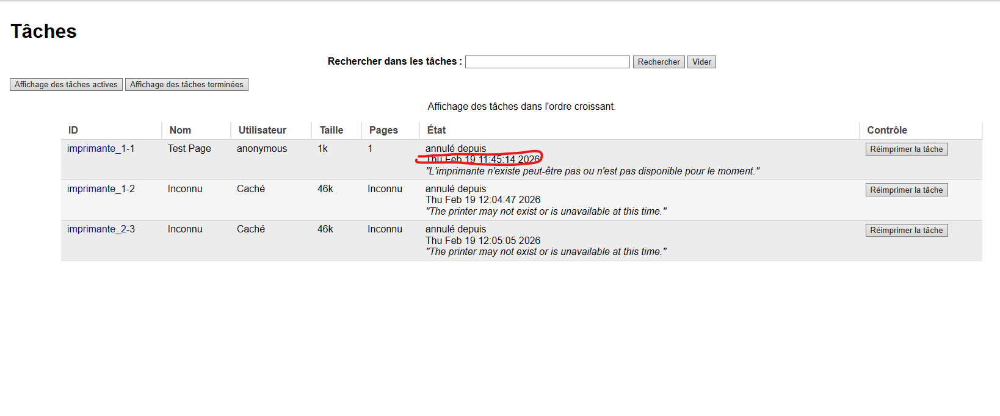 Tâches
Rechercher dans les tâches : Rechercher Vider
Affichage des tâches actives Affichage des tâches terminées
Affichage des tâches dans l'ordre croissant.
ID Nom Utilisateur Taille Pages État Contrôle
imprimante_1-1 Test Page anonymous 1k 1 annulé depuis Réimprimer la tâche
Thu Feb 19 11:45:14 2026
"L'imprimante n'existe peut-être pas ou n'est pas disponible pour le moment."
imprimante_1-2 Inconnu Caché 46k Inconnu annulé depuis Réimprimer la tâche
Thu Feb 19 12:04:47 2026
"The printer may not exist or is unavailable at this time."
imprimante_2-3 Inconnu Caché 46k Inconnu annulé depuis Réimprimer la tâche
Thu Feb 19 12:05:05 2026
"The printer may not exist or is unavailable at this time."